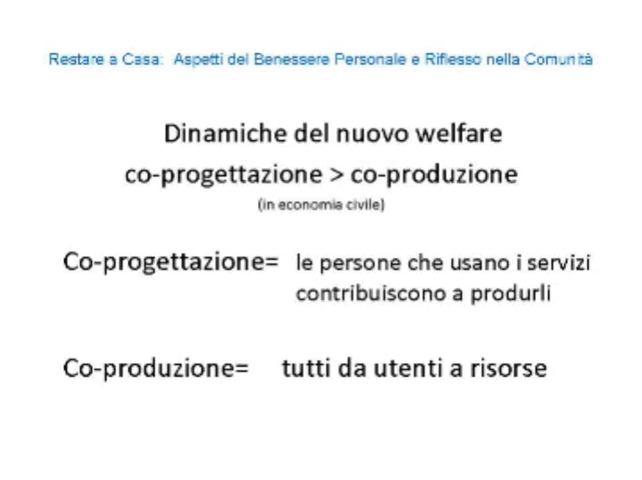 Restare a Casa: Aspetti del Benessere Personale e Riflesso nella Comunità
Dinamiche del nuovo welfare
co-progettazione > co-produzione
(in economia civile)
Co-progettazione= le persone che usano i servizi
contribuiscono a produrli
Co-produzione= tutti da utenti a risorse